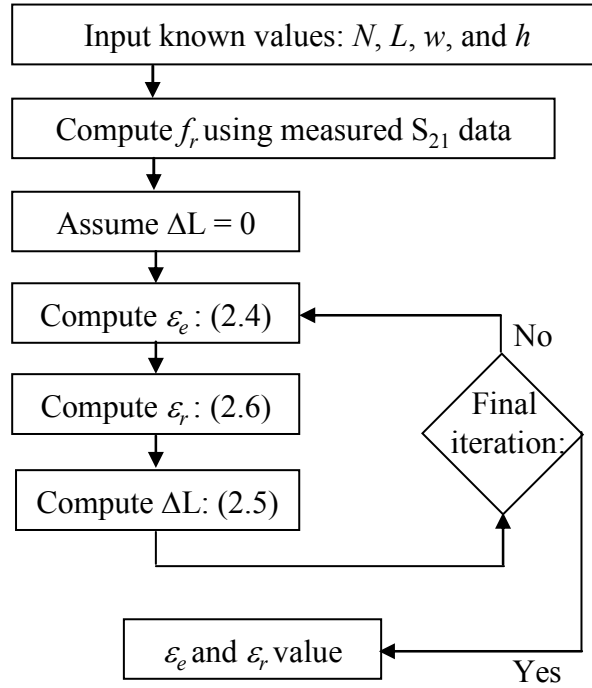 Input known values: N, L, w, and h
Compute fᵣ using measured S₂₁ data
Assume ΔL = 0
Compute εₑ: (2.4)
No
Compute εᵣ: (2.6)
Final
iteration:
Compute ΔL: (2.5)
εₑ and εᵣ value
Yes